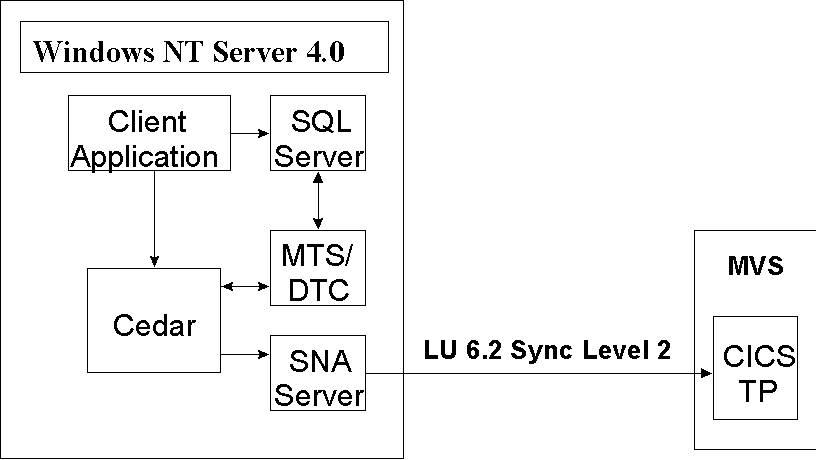 Windows NT Server 4.0
Client
Application
SQL
Server
MTS/
DTC
Cedar
SNA
Server
LU 6.2 Sync Level 2
MVS
CICS
TP